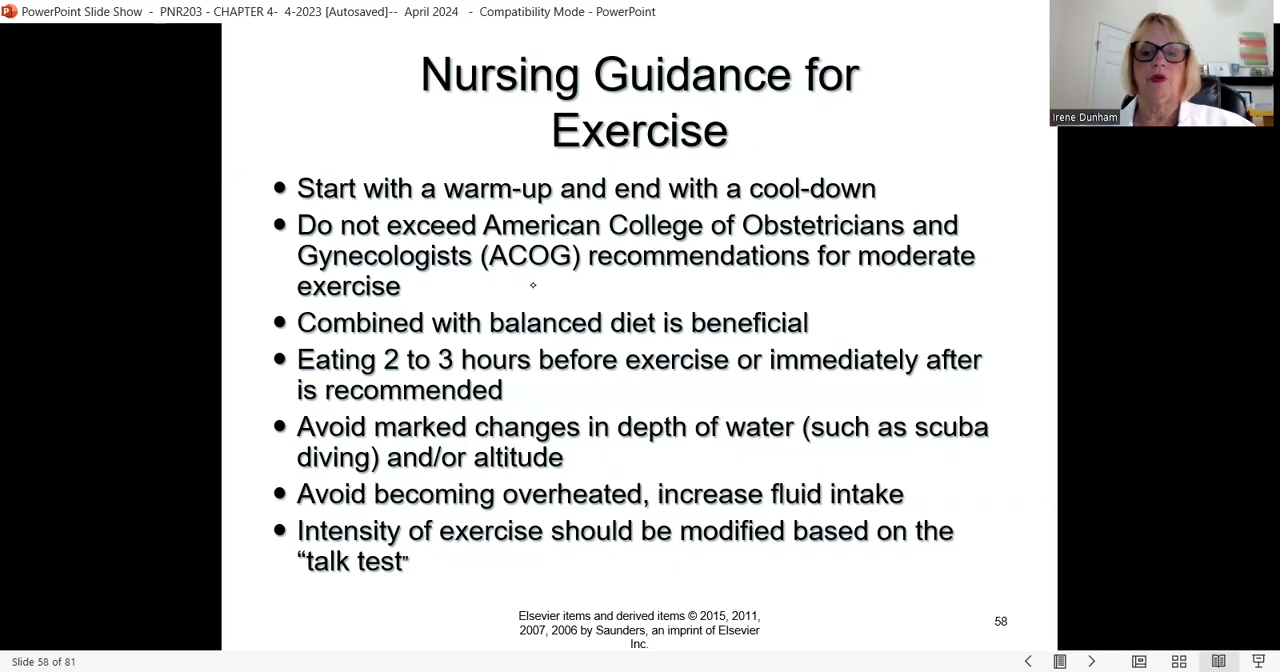 PowerPoint Slide Show - PNR203 - CHAPTER 4- 4-2023 [Autosaved]-- April 2024 - Compatibility Mode - PowerPoint
Irene Dunham
Nursing Guidance for
Exercise
• Start with a warm-up and end with a cool-down
• Do not exceed American College of Obstetricians and
Gynecologists (ACOG) recommendations for moderate
exercise
• Combined with balanced diet is beneficial
• Eating 2 to 3 hours before exercise or immediately after
is recommended
• Avoid marked changes in depth of water (such as scuba
diving) and/or altitude
• Avoid becoming overheated, increase fluid intake
• Intensity of exercise should be modified based on the
“talk test”
Elsevier items and derived items © 2015, 2011,
2007, 2006 by Saunders, an imprint of Elsevier
Inc.
58
Slide 58 of 81